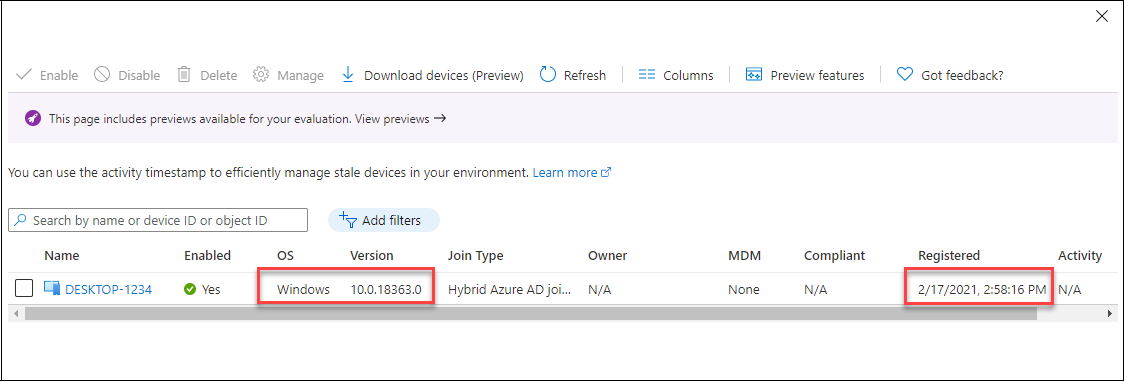 Enable Disable Delete Manage Download devices (Preview) Refresh Columns Preview features Got feedback?
This page includes previews available for your evaluation. View previews →
You can use the activity timestamp to efficiently manage stale devices in your environment. Learn more
Search by name or device ID or object ID Add filters
Name Enabled OS Version Join Type Owner MDM Compliant Registered Activity
DESKTOP-1234 Yes Windows 10.0.18363.0 Hybrid Azure AD joi... N/A None N/A 2/17/2021, 2:58:16 PM N/A